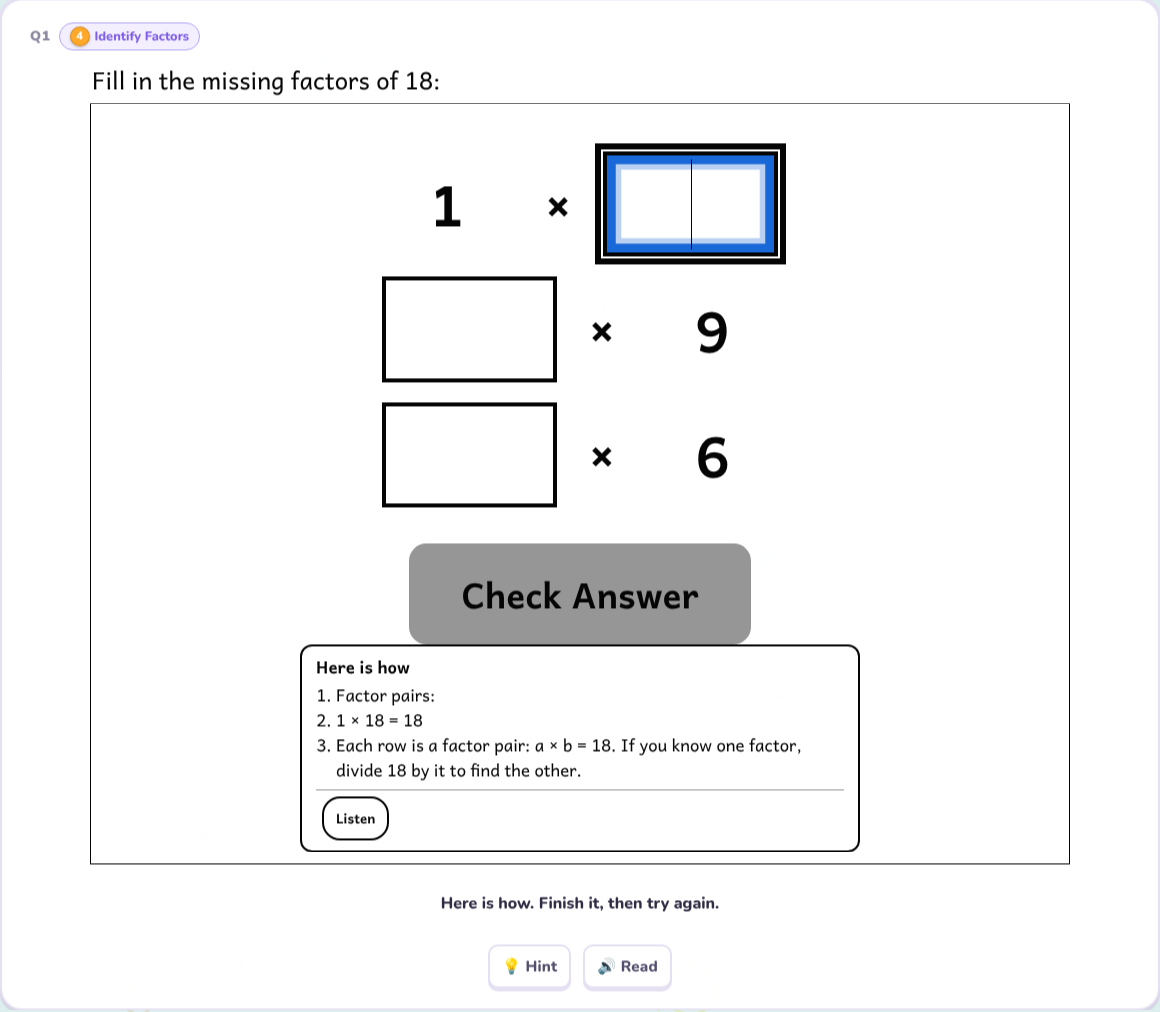 Q1 4 Identify Factors
Fill in the missing factors of 18:
1 ×
× 9
× 6
Check Answer
Here is how
1. Factor pairs:
2. 1 × 18 = 18
3. Each row is a factor pair: a × b = 18. If you know one factor,
divide 18 by it to find the other.
Listen
Here is how. Finish it, then try again.
💡 Hint 🔊 Read